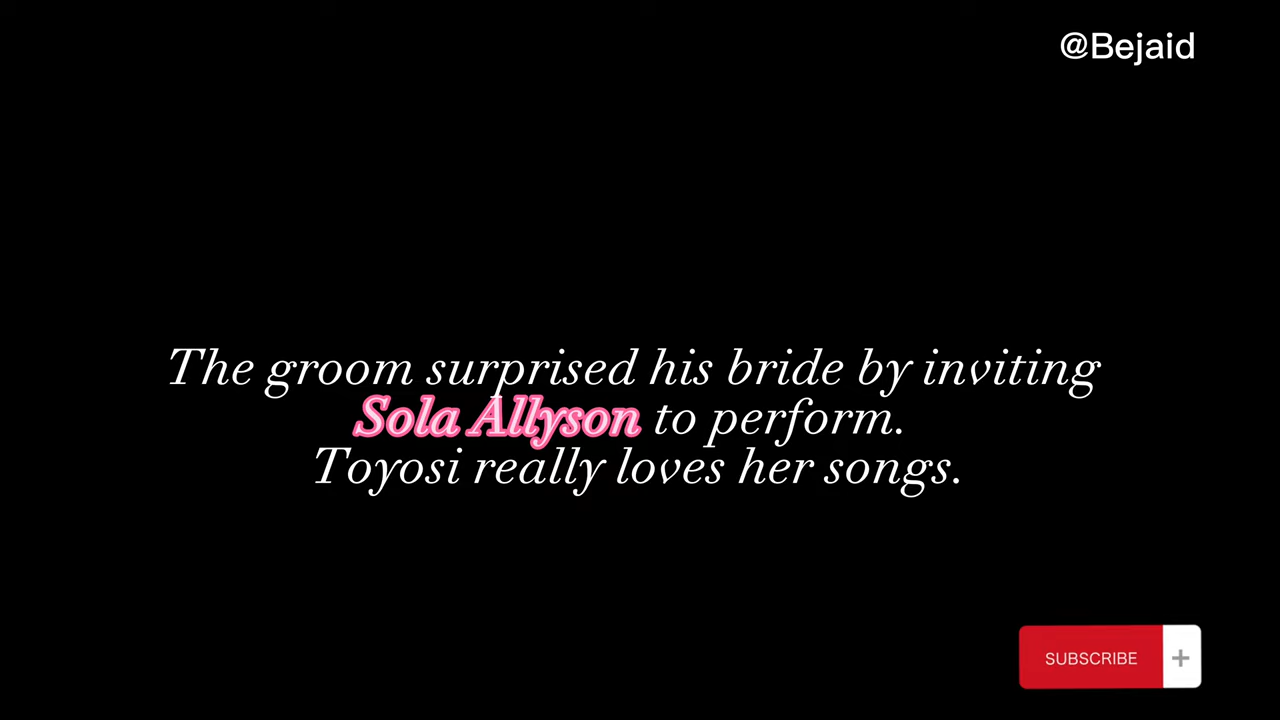 @Bejaid
The groom surprised his bride by inviting
Sola Allyson to perform.
Toyosi really loves her songs.
SUBSCRIBE +